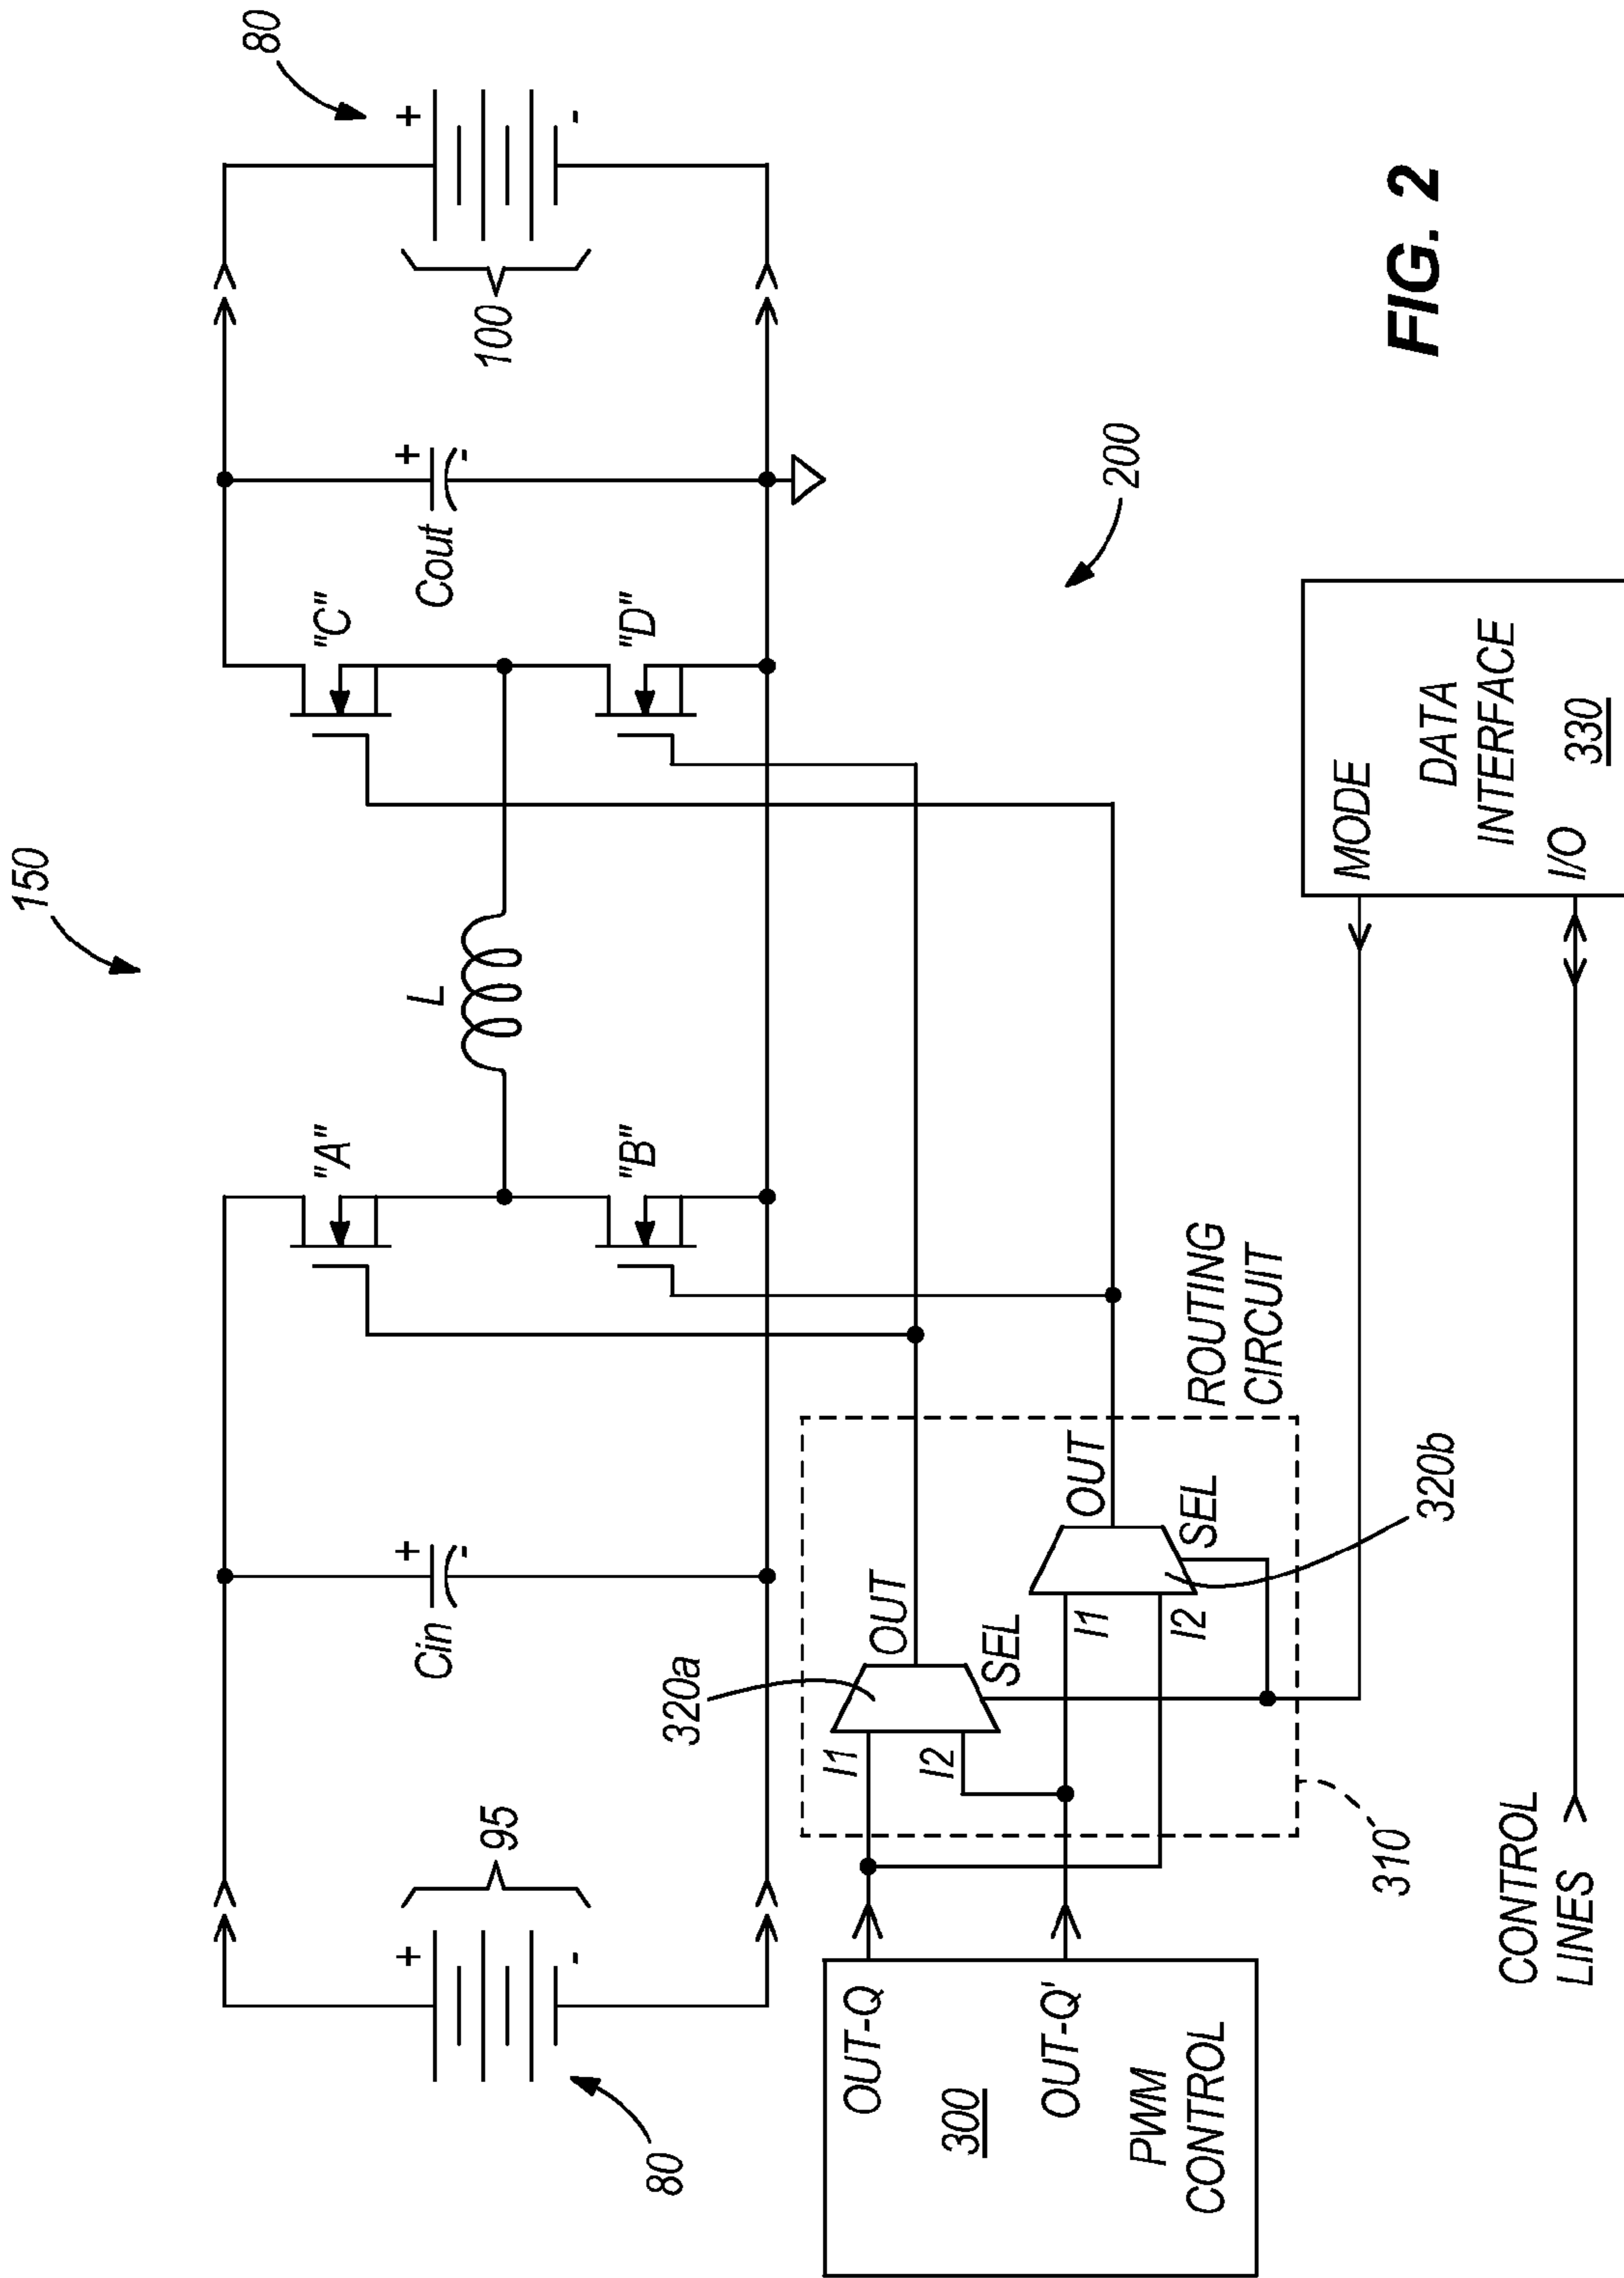 150
80
80
95
Cin
+
-
"A"
"B"
L
"C"
"D"
Cout
+
-
100
+
-
+
-
200
320a
OUT
I1
I2
SEL
OUT
I1
I2
SEL
320b
ROUTING
CIRCUIT
310
OUT-Q
300
OUT-Q'
PWM
CONTROL
MODE
DATA
INTERFACE
I/O
330
CONTROL
LINES
FIG. 2